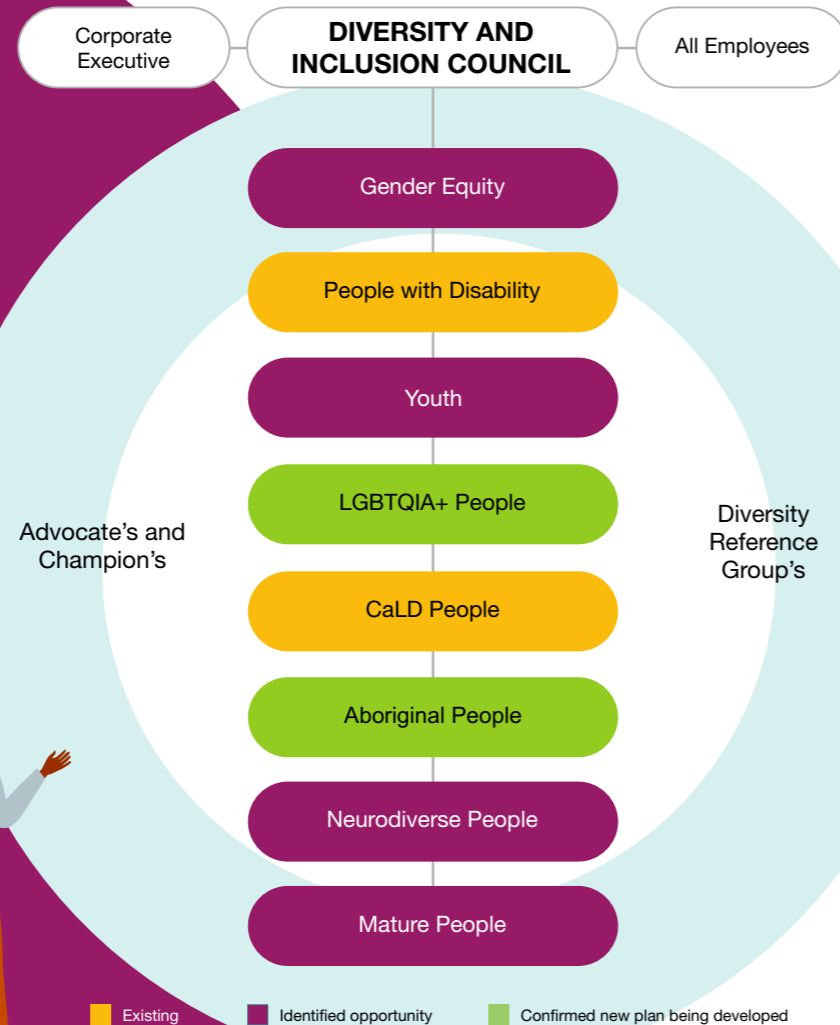 Corporate
Executive
DIVERSITY AND
INCLUSION COUNCIL
All Employees
Gender Equity
People with Disability
Youth
LGBTQIA+ People
Advocate's and
Champion's
Diversity
Reference
Group's
CaLD People
Aboriginal People
Neurodiverse People
Mature People
Existing
Identified opportunity
Confirmed new plan being developed